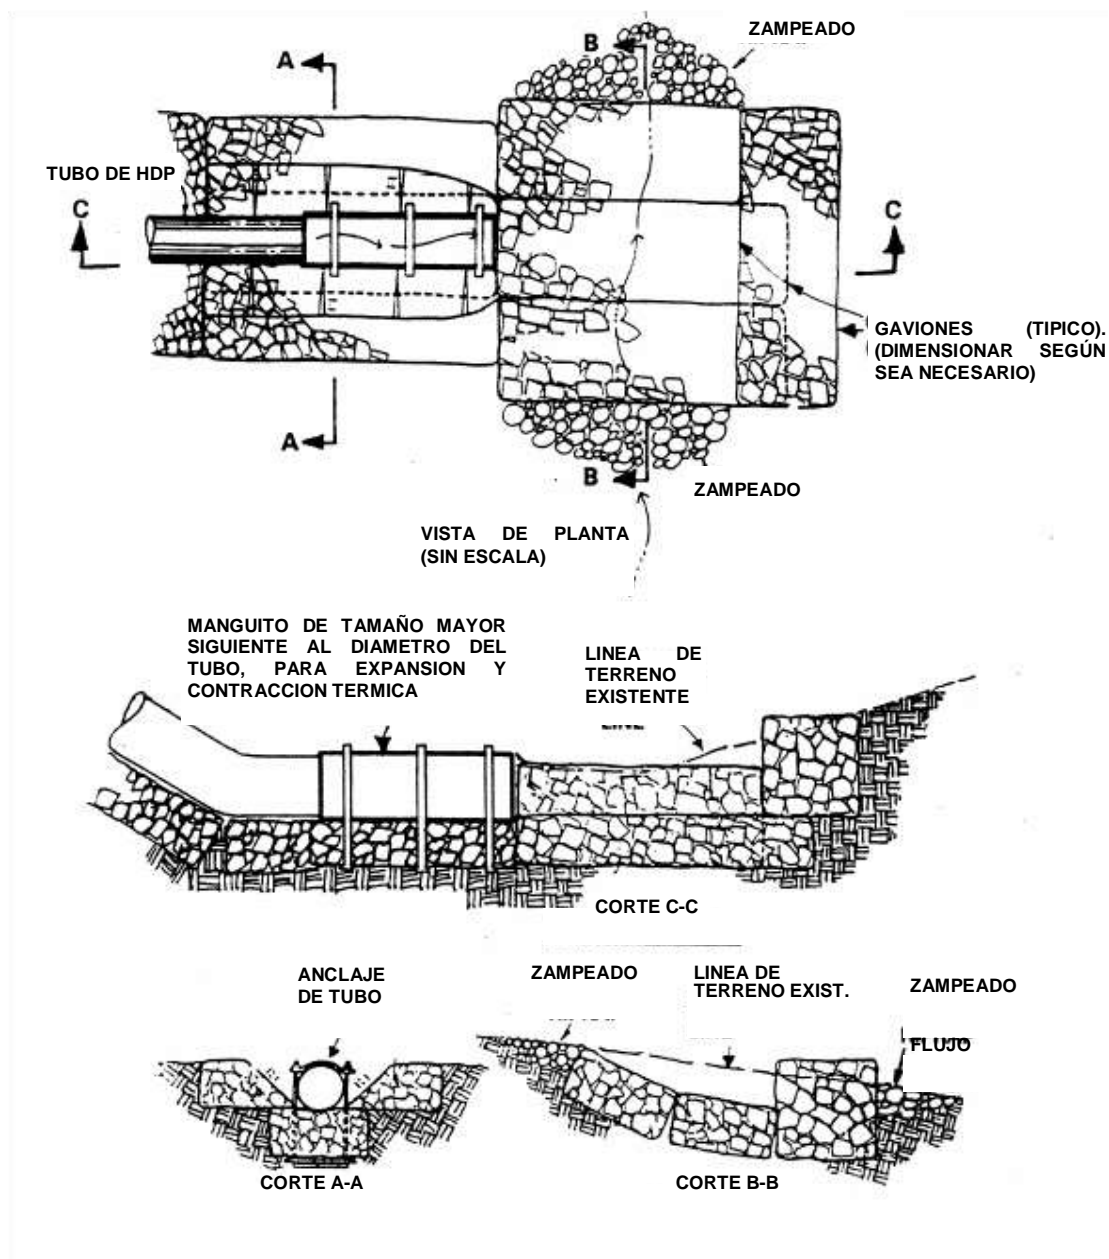 ZAMPEADO
B
A
TUBO DE HDP
C
C
GAVIONES (TIPICO).
(DIMENSIONAR SEGÚN
SEA NECESARIO)
A
B
ZAMPEADO
VISTA DE PLANTA
(SIN ESCALA)
MANGUITO DE TAMAÑO MAYOR
SIGUIENTE AL DIAMETRO DEL
TUBO, PARA EXPANSION Y
CONTRACCION TERMICA
LINEA DE
TERRENO
EXISTENTE
CORTE C-C
ANCLAJE
DE TUBO
ZAMPEADO
LINEA DE
TERRENO EXIST.
ZAMPEADO
FLUJO
CORTE A-A
CORTE B-B